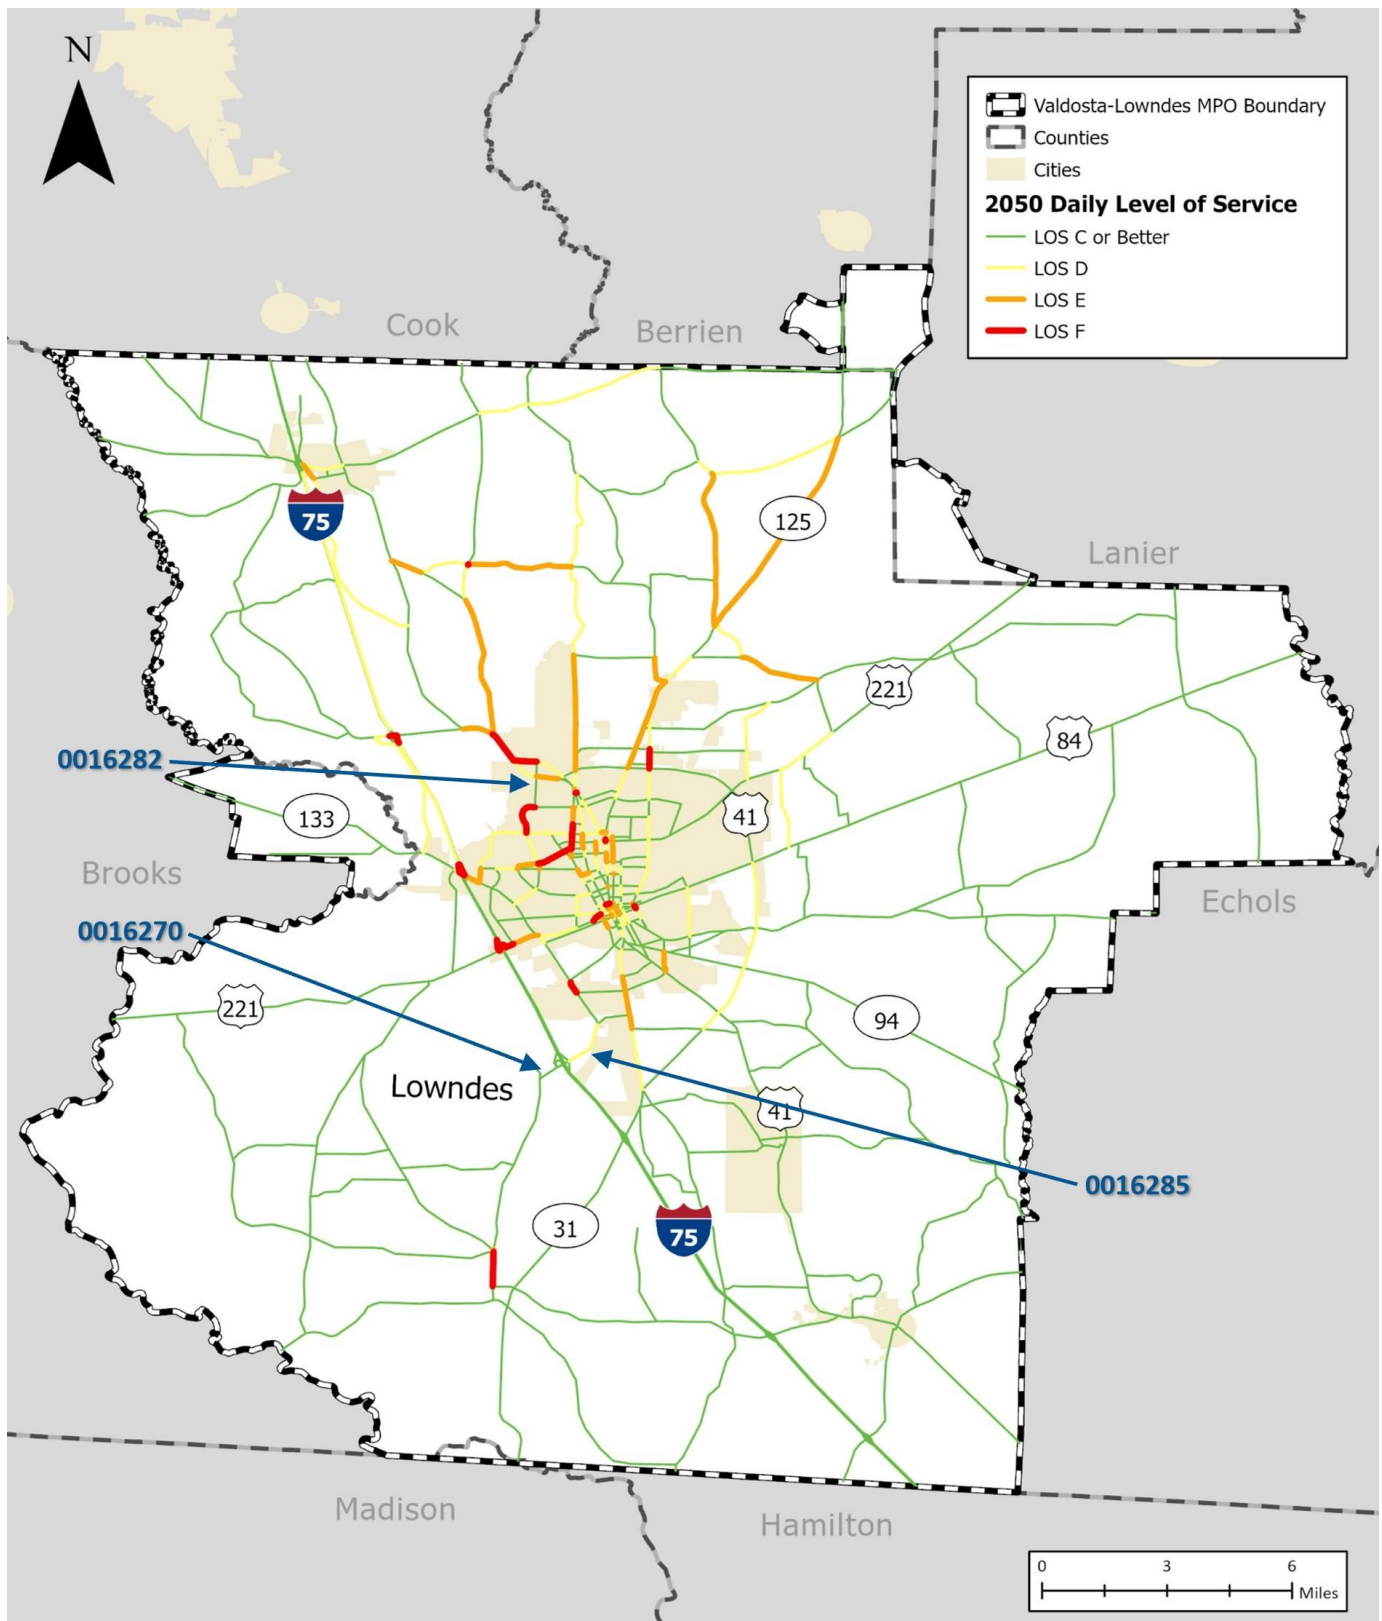 N
Valdosta-Lowndes MPO Boundary
Counties
Cities
2050 Daily Level of Service
LOS C or Better
LOS D
LOS E
LOS F
Cook
Berrien
75
125
Lanier
221
84
0016282
133
41
Brooks
Echols
0016270
221
94
Lowndes
41
0016285
31
75
Madison
Hamilton
0 3 6
Miles